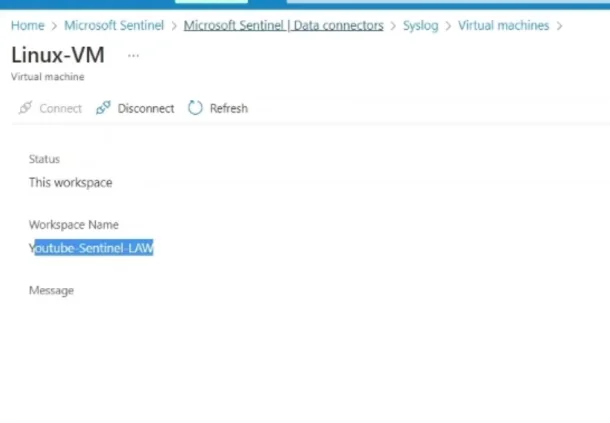 Home > Microsoft Sentinel > Microsoft Sentinel | Data connectors > Syslog > Virtual machines >
Linux-VM ...
Virtual machine
Connect Disconnect Refresh
Status
This workspace
Workspace Name
Youtube-Sentinel-LAW
Message